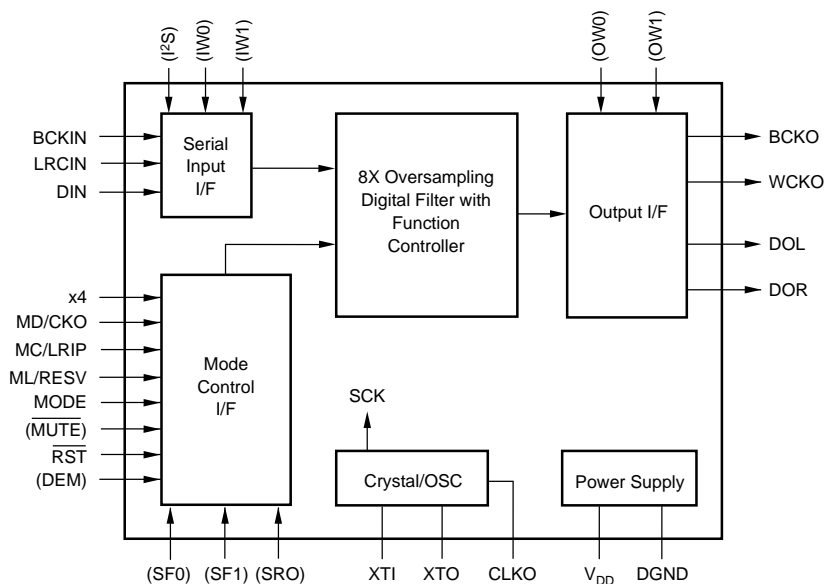 (I²S)
(IW0)
(IW1)
(OW0)
(OW1)
BCKIN
LRCIN
DIN
Serial
Input
I/F
8X Oversampling
Digital Filter with
Function
Controller
Output I/F
BCKO
WCKO
DOL
DOR
x4
MD/CKO
MC/LRIP
ML/RESV
MODE
(MUTE)
RST
(DEM)
Mode
Control
I/F
SCK
Crystal/OSC
Power Supply
(SF0)
(SF1)
(SRO)
XTI
XTO
CLKO
V_DD
DGND